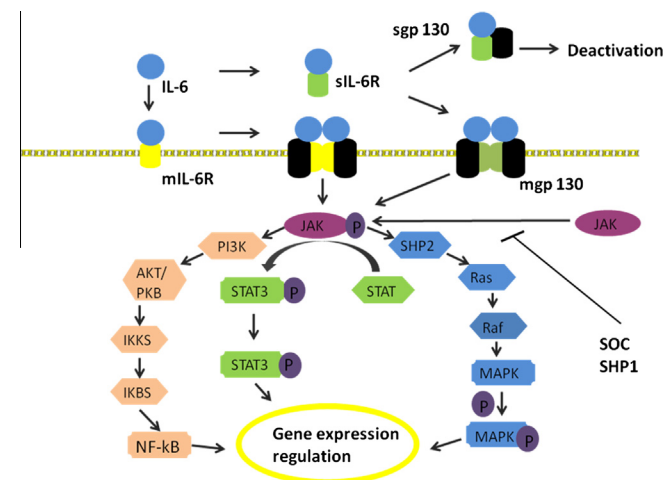 sgp 130
Deactivation
IL-6
sIL-6R
mIL-6R
mgp 130
JAK
P
JAK
PI3K
SHP2
AKT/
PKB
STAT3
P
STAT
Ras
IKKS
Raf
SOC
SHP1
STAT3
P
MAPK
IKBS
P
NF-kB
Gene expression
regulation
MAPK
P